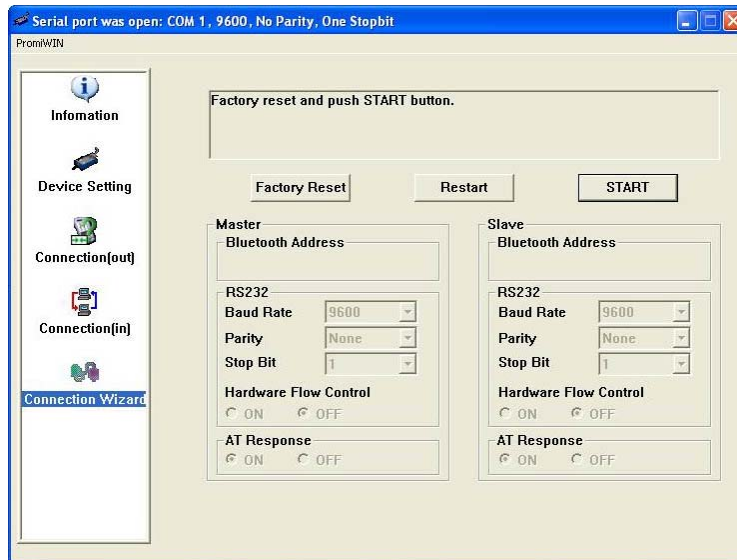 Serial port was open: COM 1, 9600, No Parity, One Stopbit
PromiWIN
Infomation
Device Setting
Connection(out)
Connection(in)
Connection Wizard
Factory reset and push START button.
Factory Reset Restart START
Master
Bluetooth Address
RS232
Baud Rate 9600
Parity None
Stop Bit 1
Hardware Flow Control
ON OFF
AT Response
ON OFF
Slave
Bluetooth Address
RS232
Baud Rate 9600
Parity None
Stop Bit 1
Hardware Flow Control
ON OFF
AT Response
ON OFF